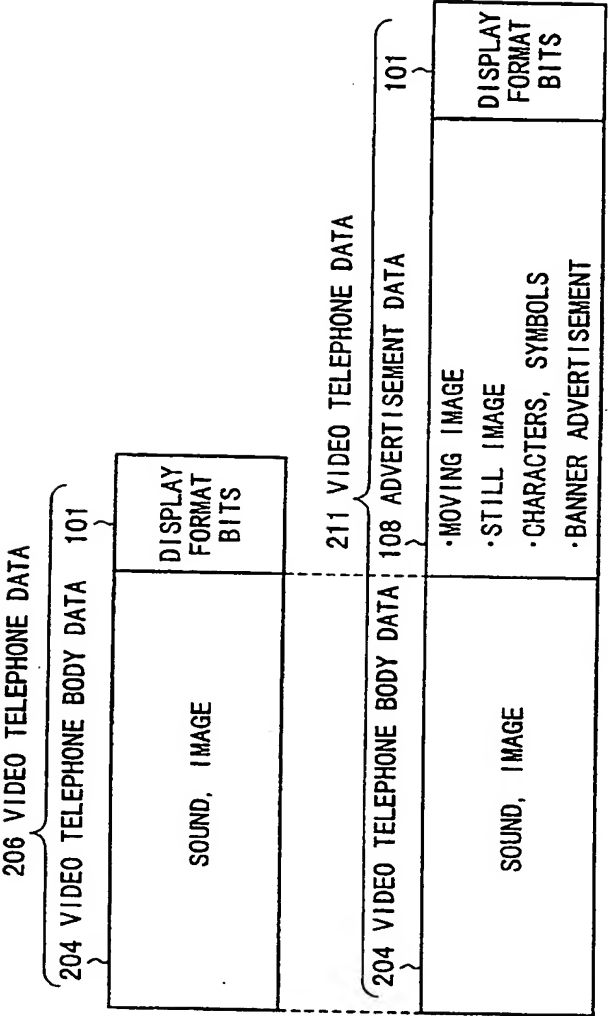 206 VIDEO TELEPHONE DATA
204 VIDEO TELEPHONE BODY DATA
101
SOUND, IMAGE
DISPLAY
FORMAT
BITS
211 VIDEO TELEPHONE DATA
204 VIDEO TELEPHONE BODY DATA
108 ADVERTISEMENT DATA
101
SOUND, IMAGE
·MOVING IMAGE
·STILL IMAGE
·CHARACTERS, SYMBOLS
·BANNER ADVERTISEMENT
DISPLAY
FORMAT
BITS